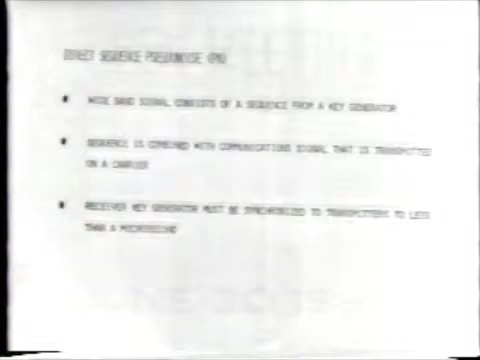 DIRECT SEQUENCE PSEUDONOISE (PN)
• WIDE BAND SIGNAL CONSISTS OF A SEQUENCE FROM A KEY GENERATOR
• SEQUENCE IS COMBINED WITH COMMUNICATIONS SIGNAL THAT IS TRANSMITTED
ON A CARRIER
• RECEIVER KEY GENERATOR MUST BE SYNCHRONIZED TO TRANSMITTERS TO LESS
THAN A MICROSECOND